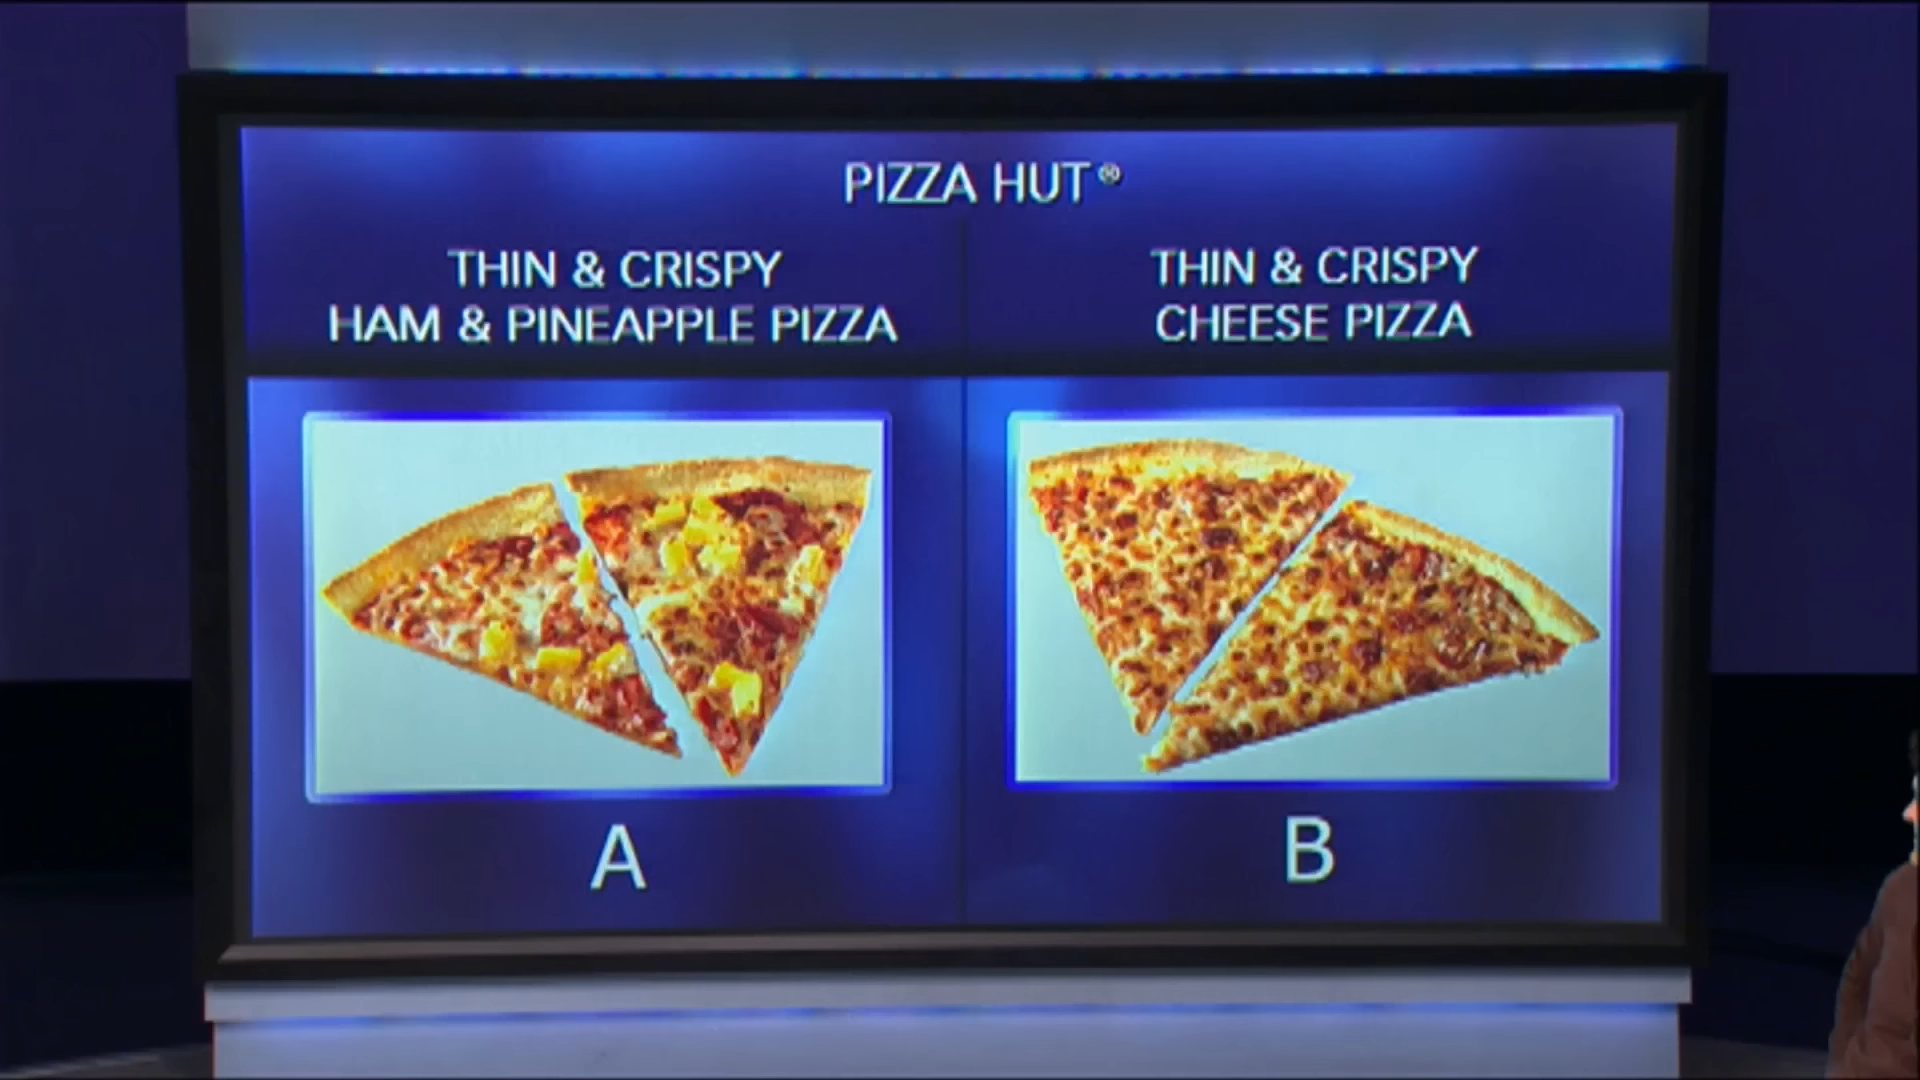 PIZZA HUT®
THIN & CRISPY
HAM & PINEAPPLE PIZZA
THIN & CRISPY
CHEESE PIZZA
A
B